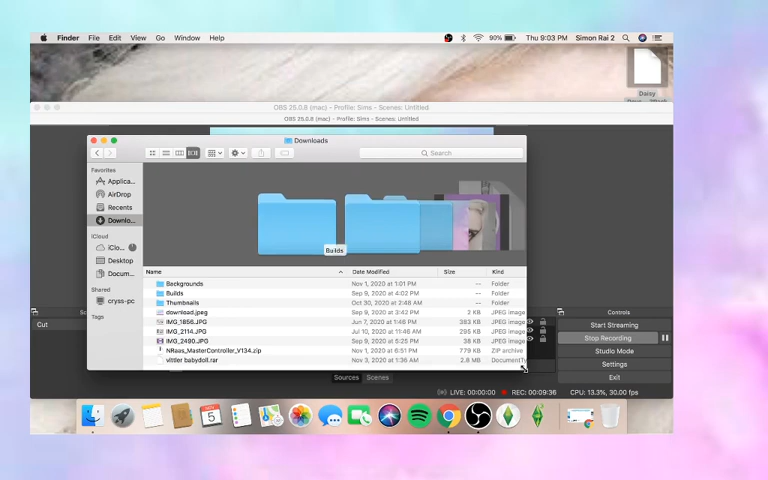 Finder File Edit View Go Window Help 90% Thu 9:03 PM Simon Rai 2
Daisy
OBS 25.0.8 (mac) - Profile: Sims - Scenes: Untitled
OBS 25.0.8 (mac) - Profile: Sims - Scenes: Untitled
Downloads
Search
Favorites
Applica...
AirDrop
Recents
Downlo...
iCloud
iClo...
Desktop
Docum...
Shared
cryss-pc
Tags
Builds
Name Date Modified Size Kind
Backgrounds Nov 1, 2020 at 1:01 PM -- Folder
Builds Sep 9, 2020 at 4:02 PM -- Folder
Thumbnails Oct 30, 2020 at 2:48 AM -- Folder
download.jpeg Sep 9, 2020 at 3:42 PM 2 KB JPEG image
IMG_1856.JPG Jun 7, 2020 at 1:46 PM 383 KB JPEG image
IMG_2114.JPG Jul 10, 2020 at 11:46 AM 295 KB JPEG image
IMG_2490.JPG Sep 9, 2020 at 5:25 PM 38 KB JPEG image
NRaas_MasterController_V134.zip Nov 1, 2020 at 6:51 PM 779 KB ZIP archive
vittler babydoll.rar Nov 3, 2020 at 1:36 AM 2.8 MB DocumentTy
Cut
Sources Scenes
Controls
Start Streaming
Stop Recording
Studio Mode
Settings
Exit
LIVE: 00:00:00 REC: 00:09:36 CPU: 13.3%, 30.00 fps
NOV
5